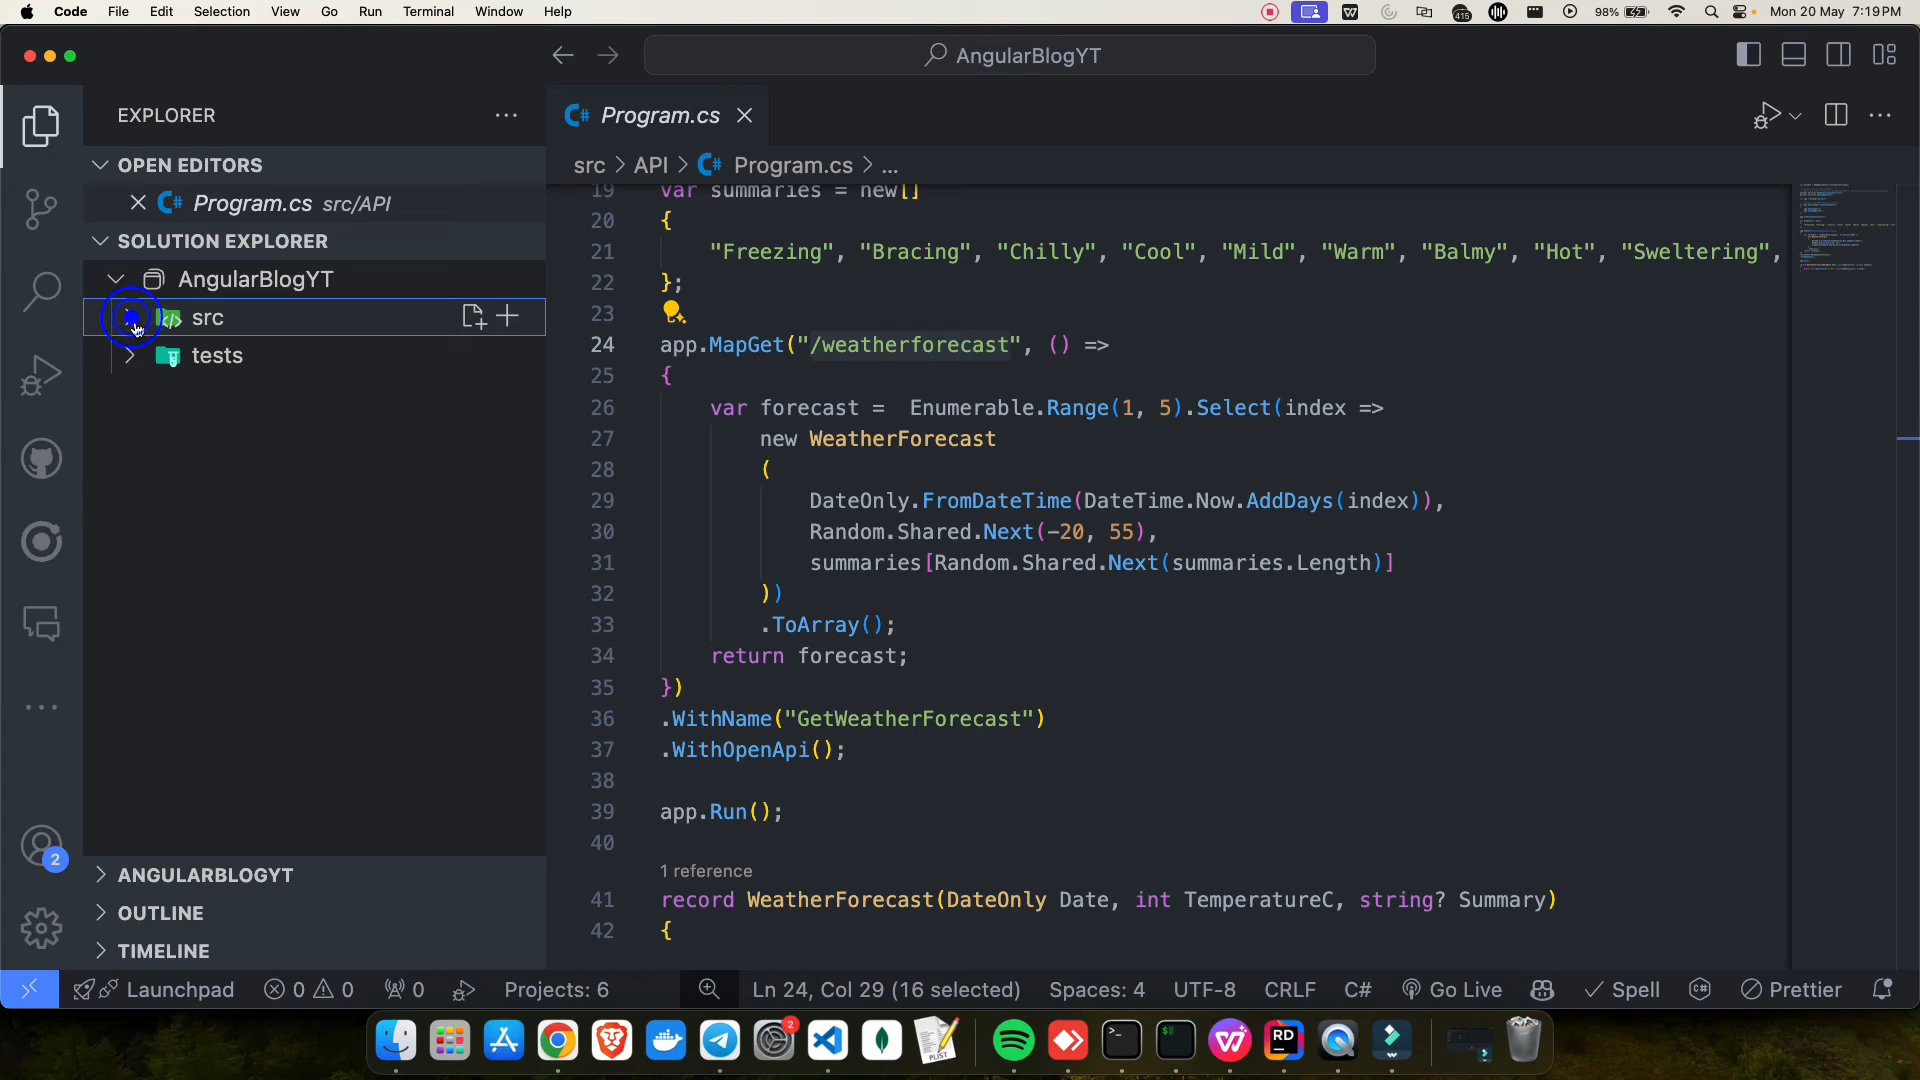 Code File Edit Selection View Go Run Terminal Window Help 415 98% Mon 20 May 7:19 PM
AngularBlogYT
EXPLORER
Program.cs
OPEN EDITORS
src > API > Program.cs > ...
Program.cs src/API
SOLUTION EXPLORER
AngularBlogYT
src
tests
19 var summaries = new[]
20 {
21 "Freezing", "Bracing", "Chilly", "Cool", "Mild", "Warm", "Balmy", "Hot", "Sweltering",
22 };
23
24 app.MapGet("/weatherforecast", () =>
25 {
26 var forecast =  Enumerable.Range(1, 5).Select(index =>
27 new WeatherForecast
28 (
29 DateOnly.FromDateTime(DateTime.Now.AddDays(index)),
30 Random.Shared.Next(-20, 55),
31 summaries[Random.Shared.Next(summaries.Length)]
32 ))
33 .ToArray();
34 return forecast;
35 })
36 .WithName("GetWeatherForecast")
37 .WithOpenApi();
38
39 app.Run();
40
1 reference
41 record WeatherForecast(DateOnly Date, int TemperatureC, string? Summary)
42 {
2
ANGULARBLOGYT
OUTLINE
TIMELINE
Launchpad 0 0 0 Projects: 6 Ln 24, Col 29 (16 selected) Spaces: 4 UTF-8 CRLF C# Go Live Spell Prettier
2
PLIST
RD